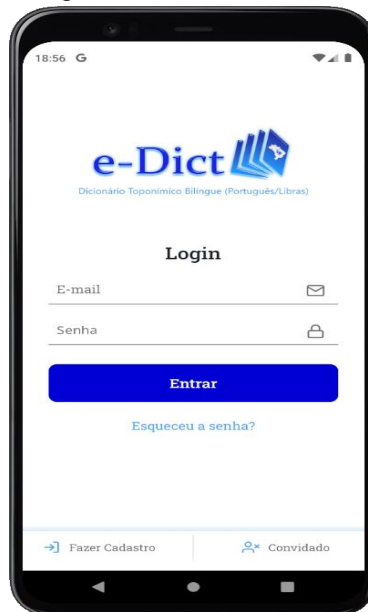 18:56 G
e-Dict
Dicionário Toponímico Bilíngue (Português/Libras)
Login
E-mail
Senha
Entrar
Esqueceu a senha?
Fazer Cadastro
Convidado